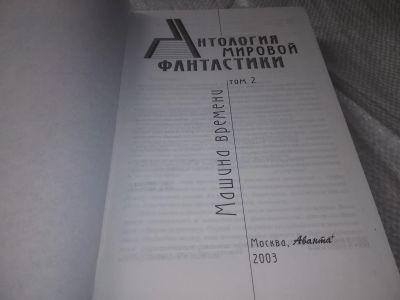 Антология
мировой
фантастики
том 2
Машина времени
Москва, Аванта+
2003